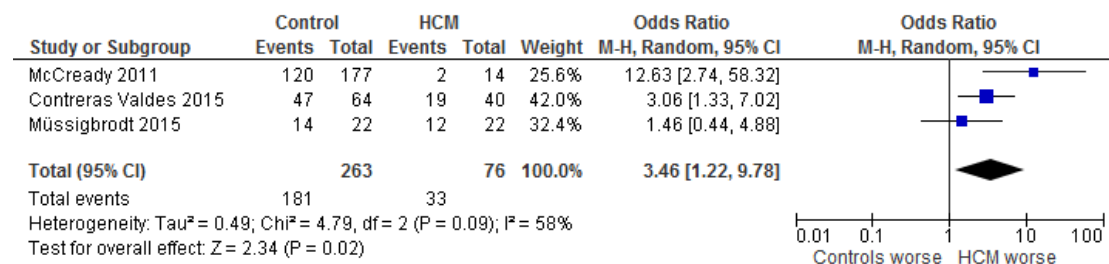 Control HCM Odds Ratio Odds Ratio
Study or Subgroup Events Total Events Total Weight M-H, Random, 95% CI M-H, Random, 95% CI
McCready 2011 120 177 2 14 25.6% 12.63 [2.74, 58.32]
Contreras Valdes 2015 47 64 19 40 42.0% 3.06 [1.33, 7.02]
Müssigbrodt 2015 14 22 12 22 32.4% 1.46 [0.44, 4.88]
Total (95% CI) 263 76 100.0% 3.46 [1.22, 9.78]
Total events 181 33
Heterogeneity: Tau² = 0.49; Chi² = 4.79, df = 2 (P = 0.09); I² = 58%
Test for overall effect: Z = 2.34 (P = 0.02)
0.01 0.1 1 10 100
Controls worse HCM worse